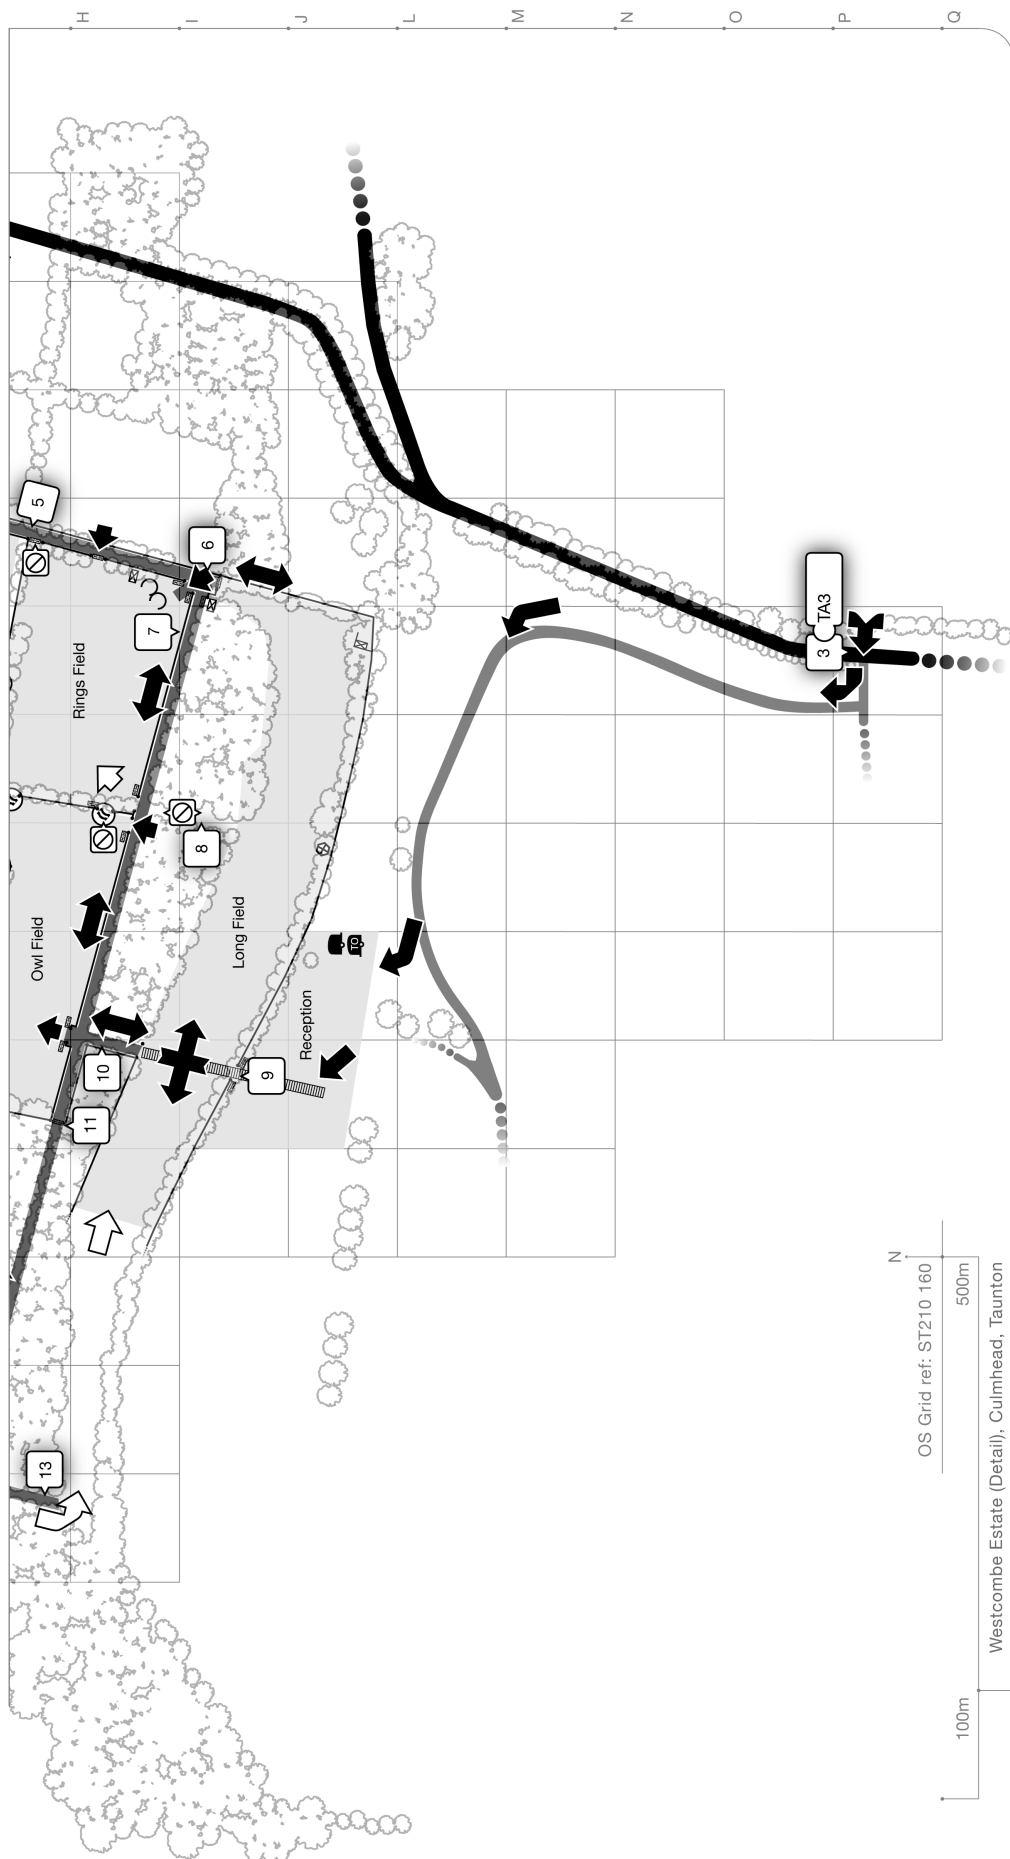 H
I
J
L
M
N
O
P
Q
5
6
7
Rings Field
8
Owl Field
Long Field
Reception
TO
9
10
11
13
3
TA3
N
OS Grid ref: ST210 160
500m
100m
Westcombe Estate (Detail), Culmhead, Taunton